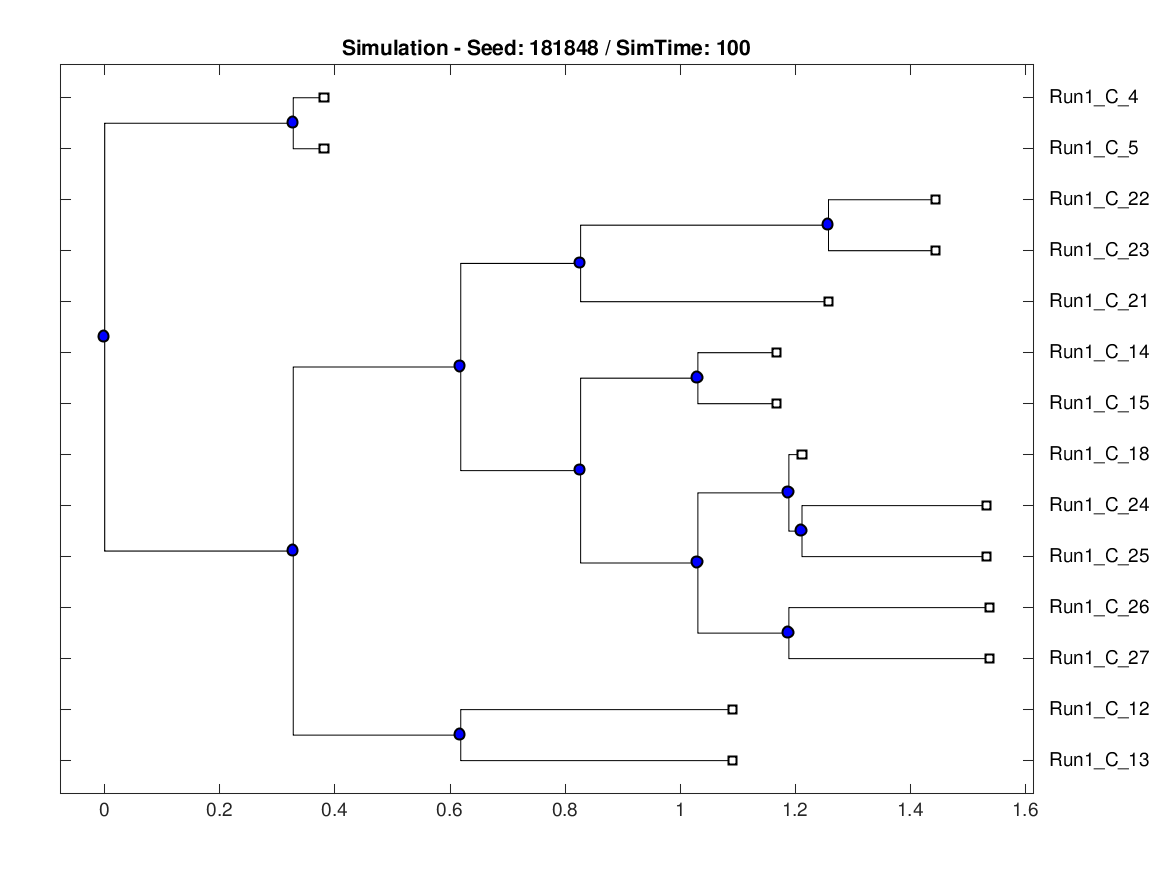 Simulation - Seed: 181848 / SimTime: 100
Run1_C_4
Run1_C_5
Run1_C_22
Run1_C_23
Run1_C_21
Run1_C_14
Run1_C_15
Run1_C_18
Run1_C_24
Run1_C_25
Run1_C_26
Run1_C_27
Run1_C_12
Run1_C_13
0 0.2 0.4 0.6 0.8 1 1.2 1.4 1.6